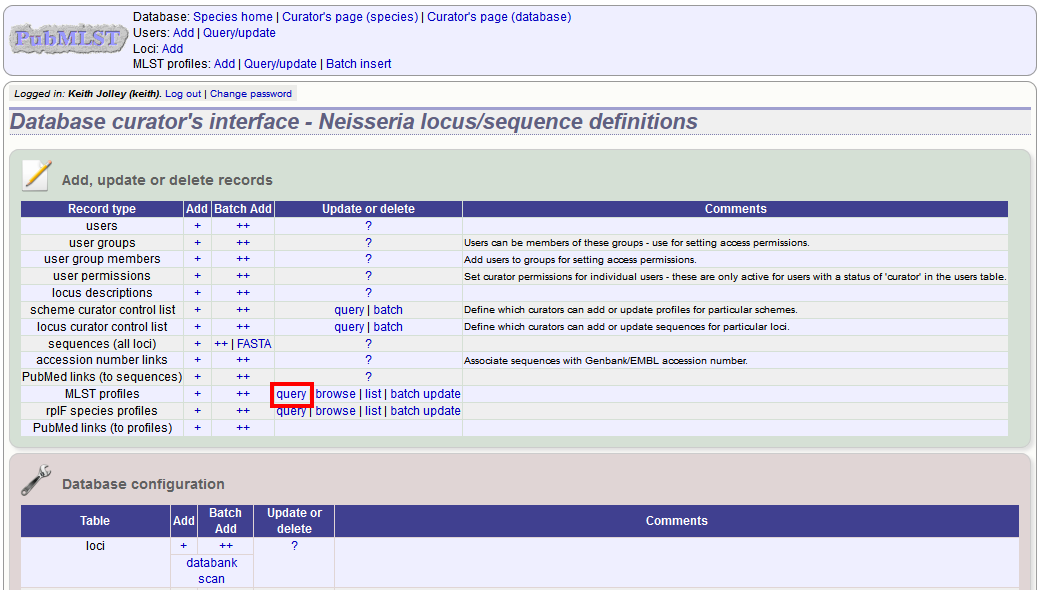 PubMLST
Database: Species home | Curator's page (species) | Curator's page (database)
Users: Add | Query/update
Loci: Add
MLST profiles: Add | Query/update | Batch insert
Logged in: Keith Jolley (keith). Log out | Change password
Database curator's interface - Neisseria locus/sequence definitions
Add, update or delete records
Record type Add Batch Add Update or delete Comments
users + ++ ?
user groups + ++ ? Users can be members of these groups - use for setting access permissions.
user group members + ++ ? Add users to groups for setting access permissions.
user permissions + ++ ? Set curator permissions for individual users - these are only active for users with a status of 'curator' in the users table.
locus descriptions + ++ ?
scheme curator control list + ++ query | batch Define which curators can add or update profiles for particular schemes.
locus curator control list + ++ query | batch Define which curators can add or update sequences for particular loci.
sequences (all loci) + ++ | FASTA ?
accession number links + ++ ? Associate sequences with Genbank/EMBL accession number.
PubMed links (to sequences) + ++ ?
MLST profiles + ++ query | browse | list | batch update
rplF species profiles + ++ query | browse | list | batch update
PubMed links (to profiles) + ++
Database configuration
Table Add Batch Add Update or delete Comments
loci + ++ ?
databank
scan